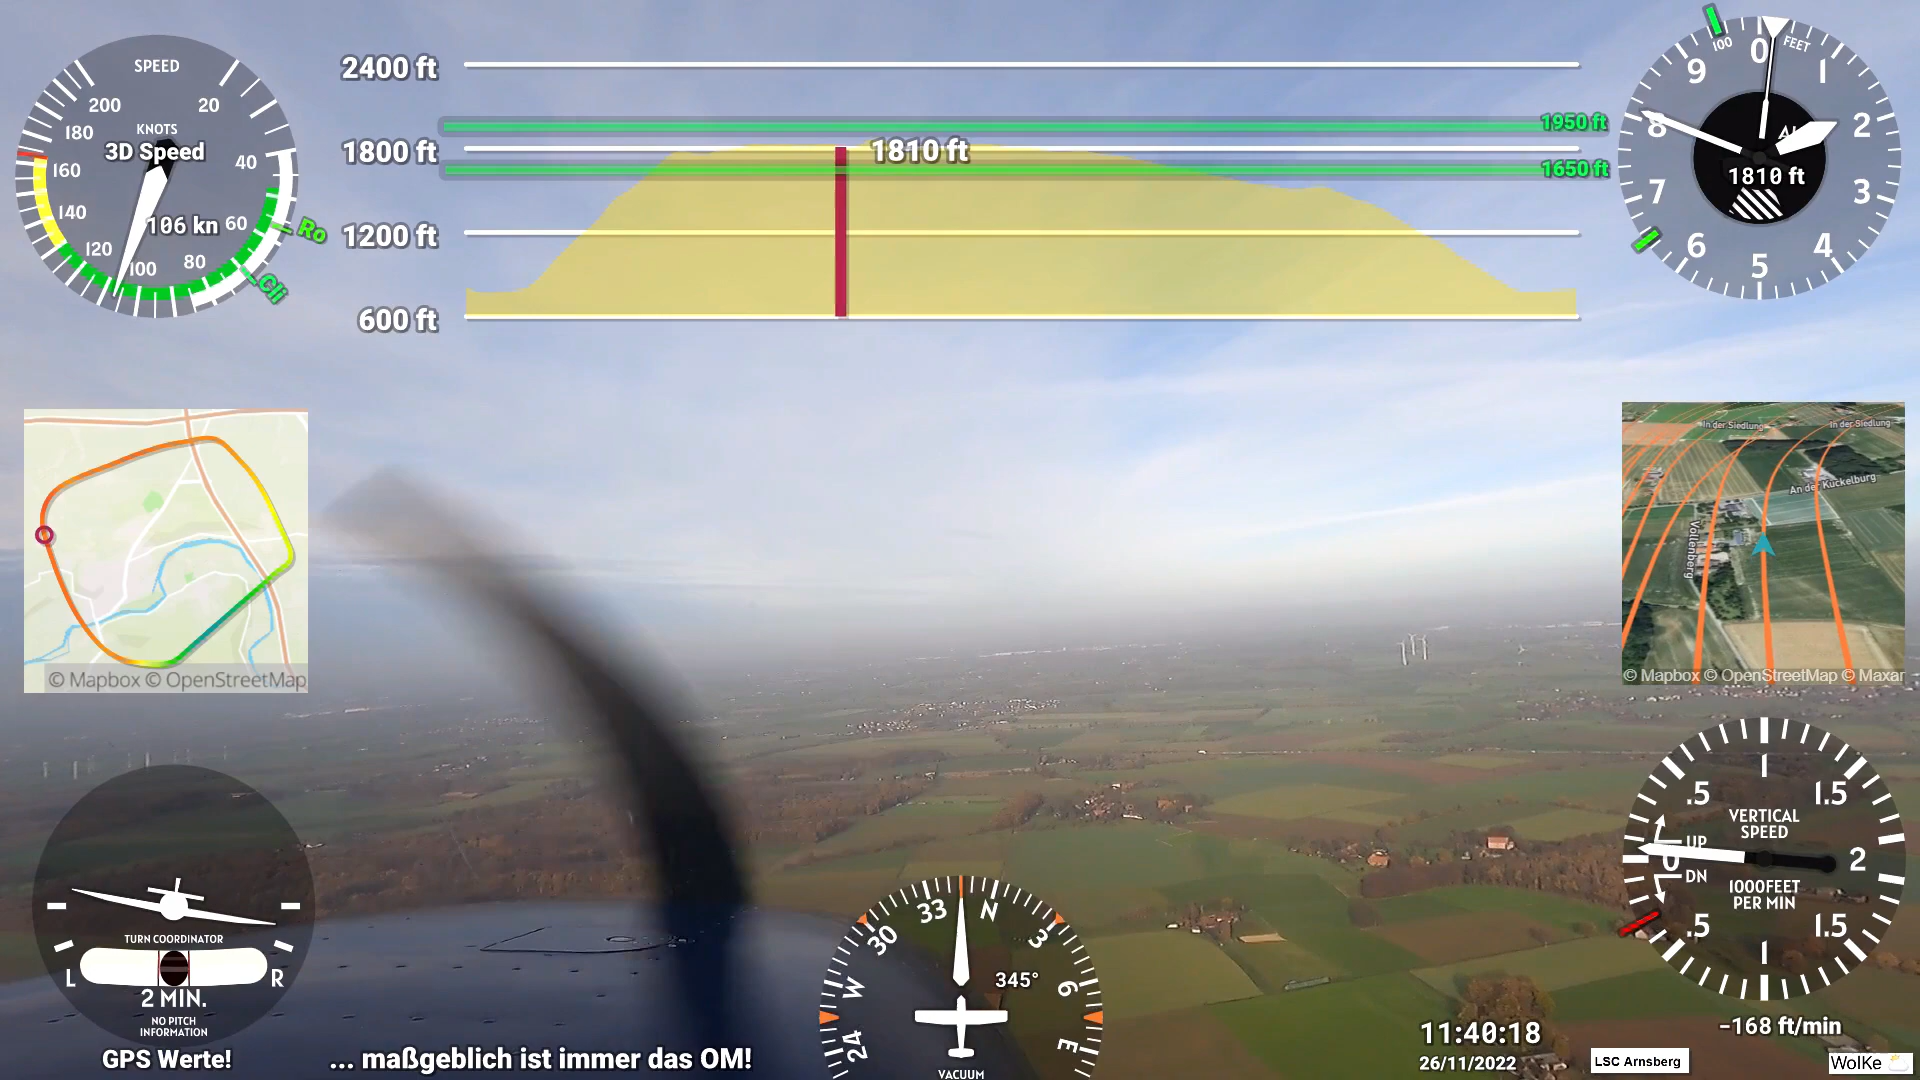 SPEED
200
20
180
KNOTS
3D Speed
40
160
106 kn
60
Ro
140
120
100
80
Cli
2400 ft
1950 ft
1800 ft
1810 ft
1650 ft
1200 ft
600 ft
100
0
FEET
9
1
8
2
1810 ft
7
3
6
4
5
© Mapbox © OpenStreetMap
In der Siedlung
In der Siedlung
An der Kückelburg
Vollenberg
© Mapbox © OpenStreetMap © Maxar
TURN COORDINATOR
L
R
2 MIN.
NO PITCH
INFORMATION
GPS Werte!
... maßgeblich ist immer das OM!
33
N
30
3
W
345°
6
24
E
VACUUM
.5
1.5
VERTICAL
SPEED
UP
0
2
DN
1000FEET
PER MIN
.5
1.5
-168 ft/min
11:40:18
26/11/2022
LSC Arnsberg
WolKe